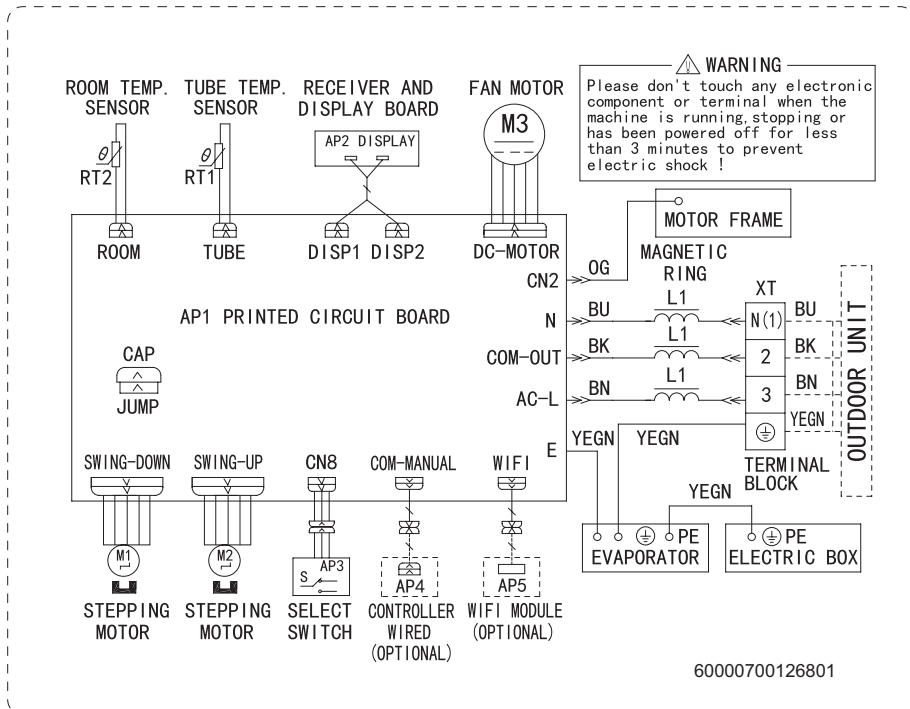 WARNING
Please don't touch any electronic
component or terminal when the
machine is running,stopping or
has been powered off for less
than 3 minutes to prevent
electric shock !
ROOM TEMP.
SENSOR
TUBE TEMP.
SENSOR
RECEIVER AND
DISPLAY BOARD
FAN MOTOR
AP2 DISPLAY
M3
θ
RT2
θ
RT1
ROOM
TUBE
DISP1
DISP2
DC-MOTOR
MOTOR FRAME
CN2
OG
MAGNETIC
RING
AP1 PRINTED CIRCUIT BOARD
N
BU
L1
XT
N(1)
BU
COM-OUT
BK
L1
2
BK
AC-L
BN
L1
3
BN
YEGN
OUTDOOR UNIT
CAP
JUMP
E
YEGN
YEGN
TERMINAL
BLOCK
SWING-DOWN
SWING-UP
CN8
COM-MANUAL
WIFI
YEGN
PE
EVAPORATOR
PE
ELECTRIC BOX
M1
M2
S
AP3
AP4
AP5
STEPPING
MOTOR
STEPPING
MOTOR
SELECT
SWITCH
CONTROLLER
WIRED
(OPTIONAL)
WIFI MODULE
(OPTIONAL)
60000700126801